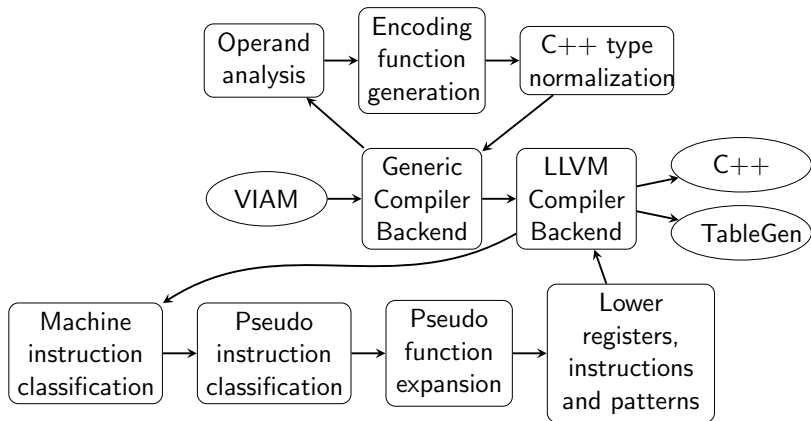 Operand
analysis
Encoding
function
generation
C++ type
normalization
VIAM
Generic
Compiler
Backend
LLVM
Compiler
Backend
C++
TableGen
Machine
instruction
classification
Pseudo
instruction
classification
Pseudo
function
expansion
Lower
registers,
instructions
and patterns